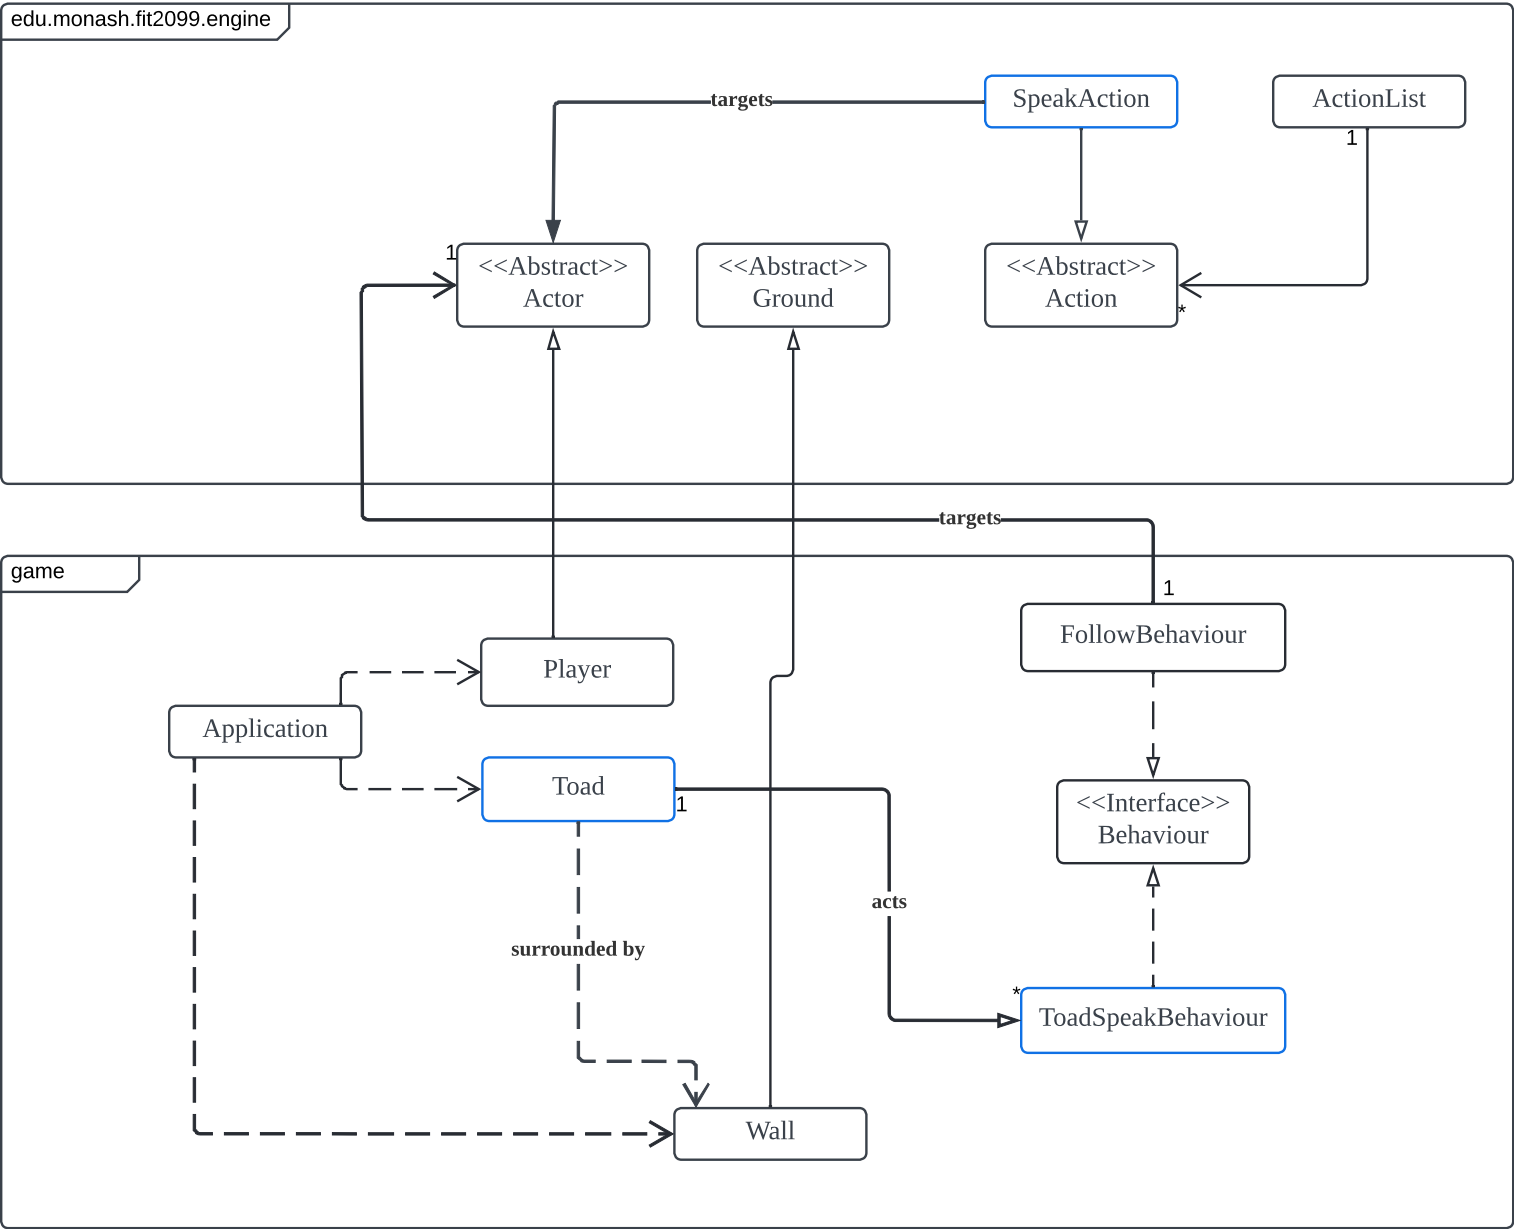 edu.monash.fit2099.engine
targets
SpeakAction
ActionList
1
1
<<Abstract>>
Actor
<<Abstract>>
Ground
<<Abstract>>
Action
*
targets
game
1
FollowBehaviour
Player
Application
Toad
1
<<Interface>>
Behaviour
acts
surrounded by
*
ToadSpeakBehaviour
Wall